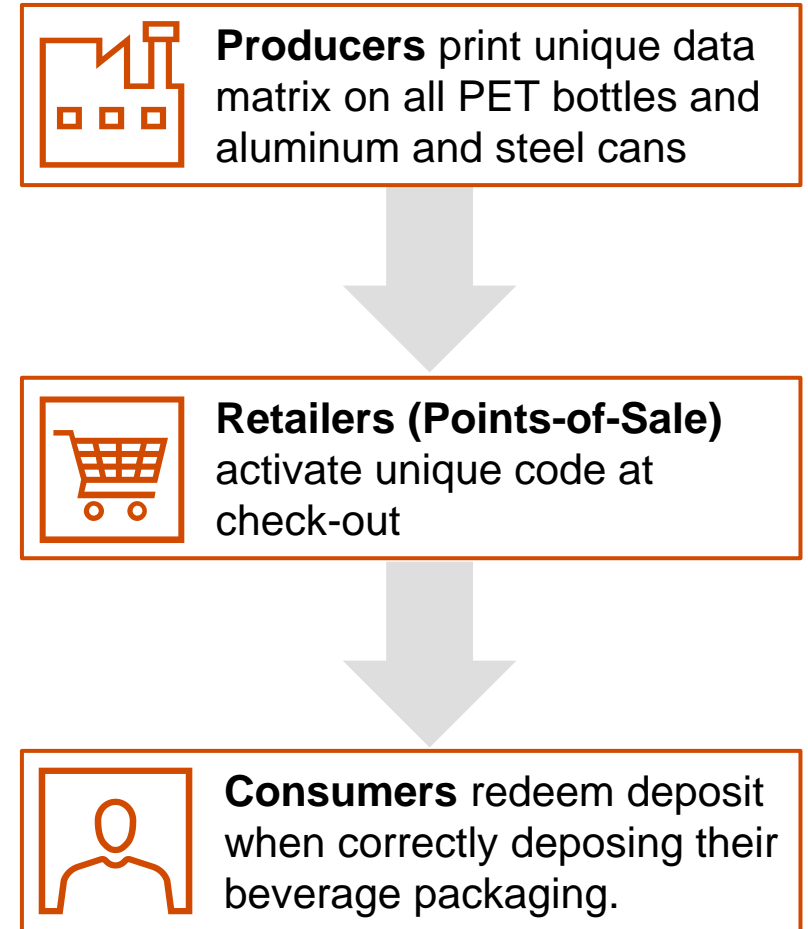 Producers print unique data
matrix on all PET bottles and
aluminum and steel cans
Retailers (Points-of-Sale)
activate unique code at
check-out
Consumers redeem deposit
when correctly deposing their
beverage packaging.